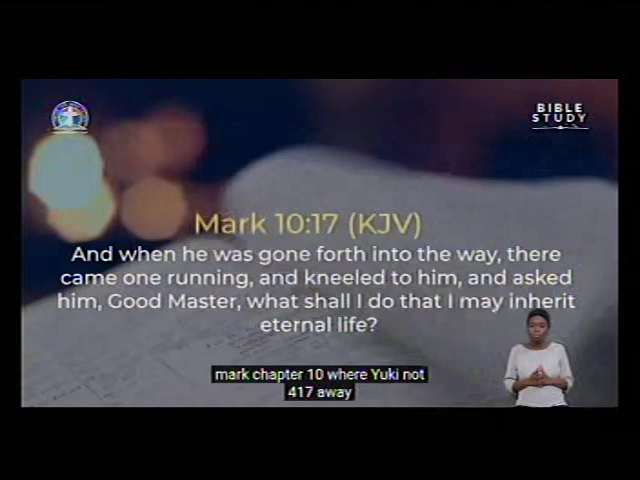 BIBLE
STUDY
Mark 10:17 (KJV)
And when he was gone forth into the way, there
came one running, and kneeled to him, and asked
him, Good Master, what shall I do that I may inherit
eternal life?
mark chapter 10 where Yuki not
417 away